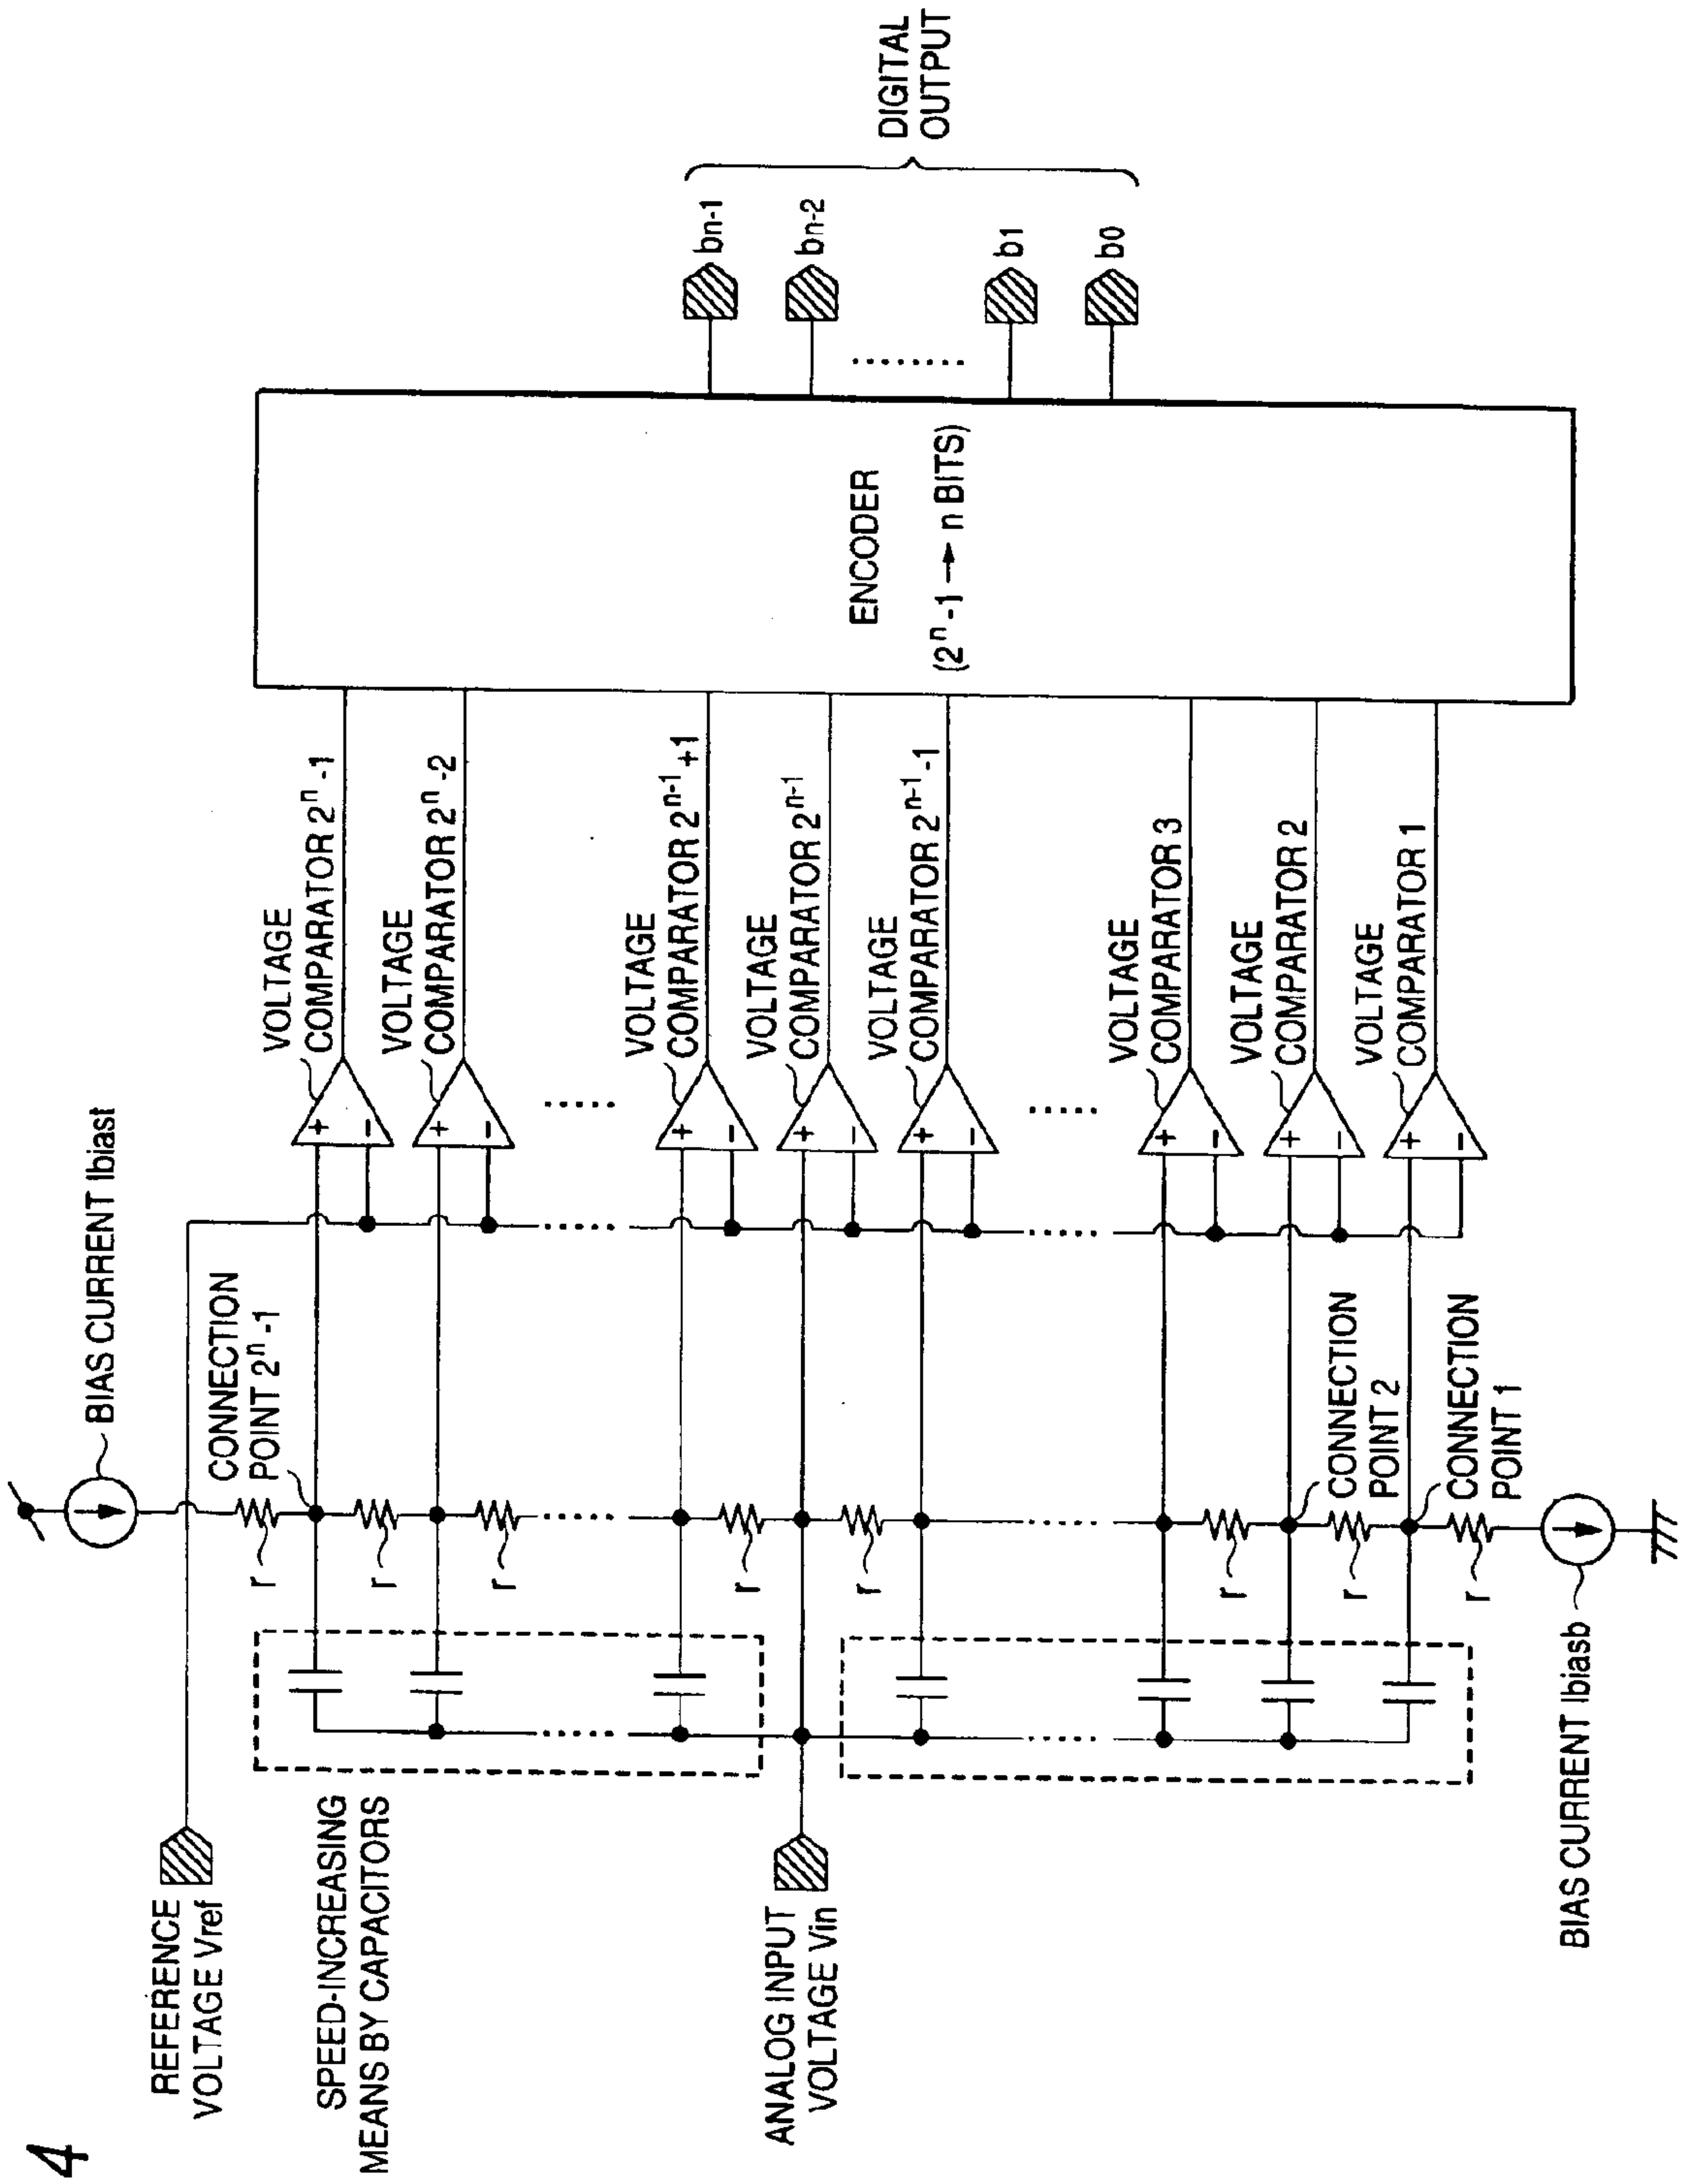 4
BIAS CURRENT Ibiast
REFERENCE
VOLTAGE Vref
CONNECTION
POINT 2ⁿ-1
SPEED-INCREASING
MEANS BY CAPACITORS
ANALOG INPUT
VOLTAGE Vin
r
r
r
r
r
r
r
r
CONNECTION
POINT 2
CONNECTION
POINT 1
BIAS CURRENT Ibiasb
VOLTAGE
COMPARATOR 2ⁿ-1
+
-
VOLTAGE
COMPARATOR 2ⁿ-2
+
-
VOLTAGE
COMPARATOR 2ⁿ⁻¹+1
+
-
VOLTAGE
COMPARATOR 2ⁿ⁻¹
+
-
VOLTAGE
COMPARATOR 2ⁿ⁻¹-1
+
-
VOLTAGE
COMPARATOR 3
+
-
VOLTAGE
COMPARATOR 2
+
-
VOLTAGE
COMPARATOR 1
+
-
ENCODER
(2ⁿ-1 → n BITS)
bn-1
bn-2
b1
b0
DIGITAL
OUTPUT